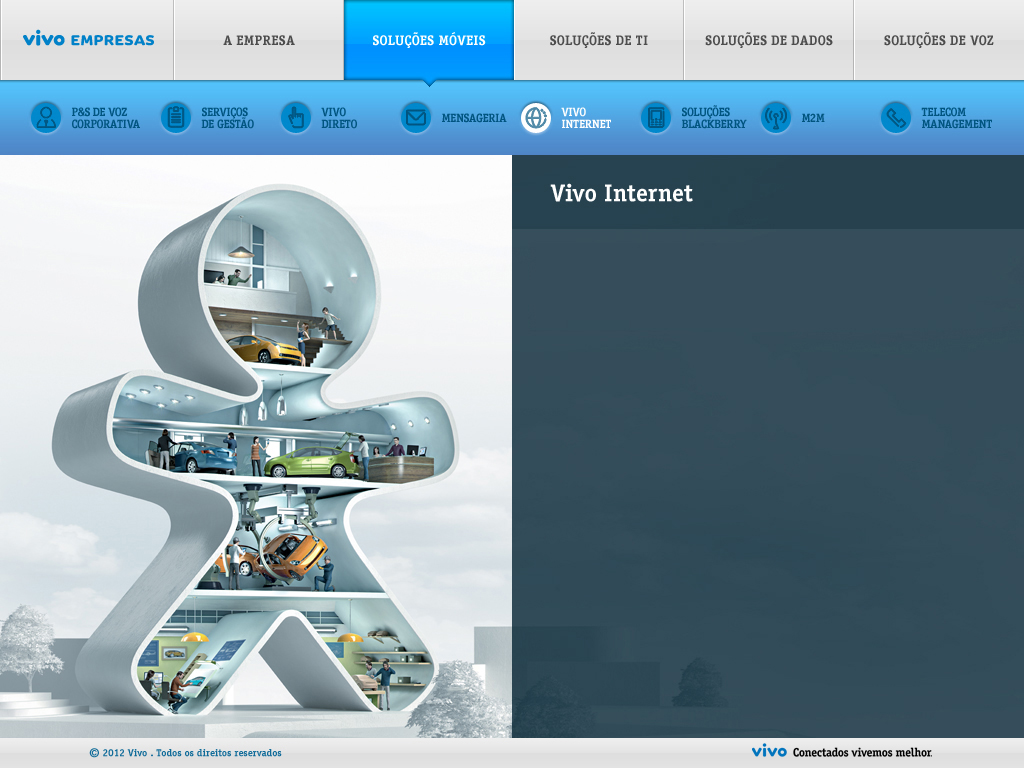 vivo EMPRESAS
A EMPRESA
SOLUÇÕES MÓVEIS
SOLUÇÕES DE TI
SOLUÇÕES DE DADOS
SOLUÇÕES DE VOZ
P&S DE VOZ
CORPORATIVA
SERVIÇOS
DE GESTÃO
VIVO
DIRETO
MENSAGERIA
VIVO
INTERNET
SOLUÇÕES
BLACKBERRY
M2M
TELECOM
MANAGEMENT
Vivo Internet
© 2012 Vivo . Todos os direitos reservados
vivo Conectados vivemos melhor.